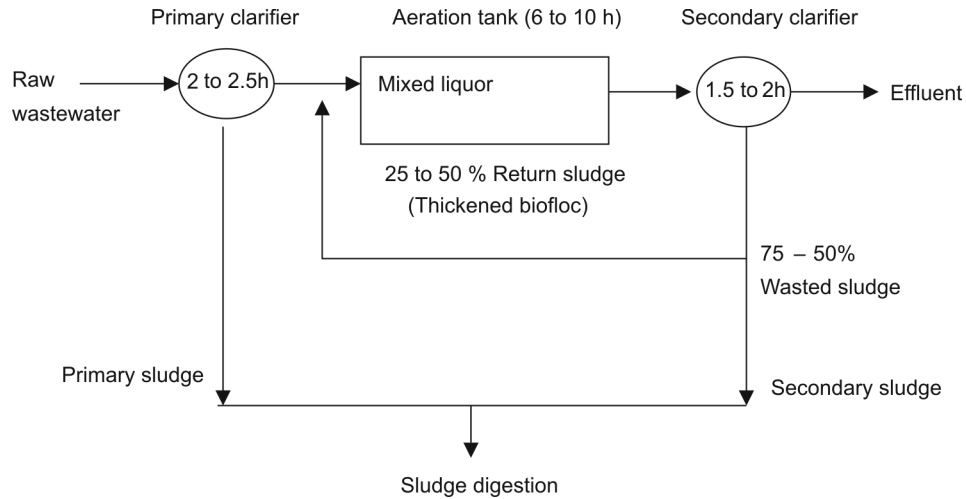 Primary clarifier
Aeration tank (6 to 10 h)
Secondary clarifier
Raw
wastewater
2 to 2.5h
Mixed liquor
1.5 to 2h
Effluent
25 to 50 % Return sludge
(Thickened biofloc)
75 – 50%
Wasted sludge
Primary sludge
Secondary sludge
Sludge digestion